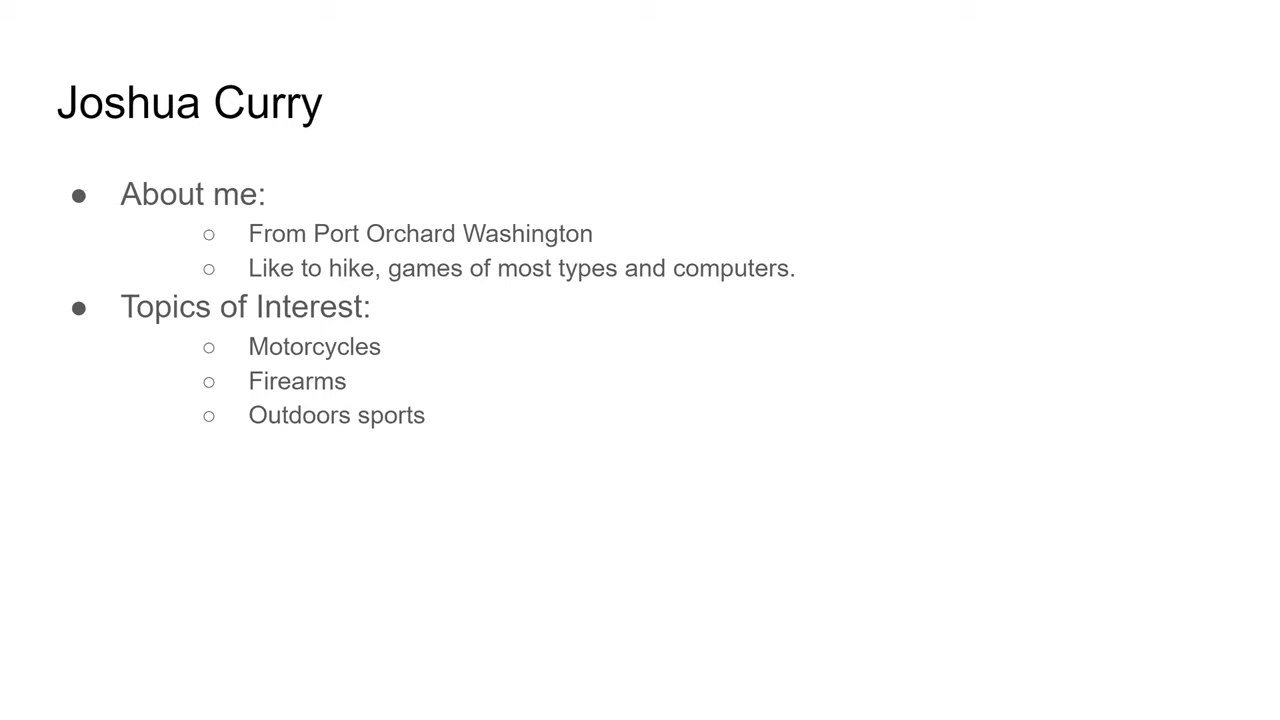 Joshua Curry
● About me:
○ From Port Orchard Washington
○ Like to hike, games of most types and computers.
● Topics of Interest:
○ Motorcycles
○ Firearms
○ Outdoors sports